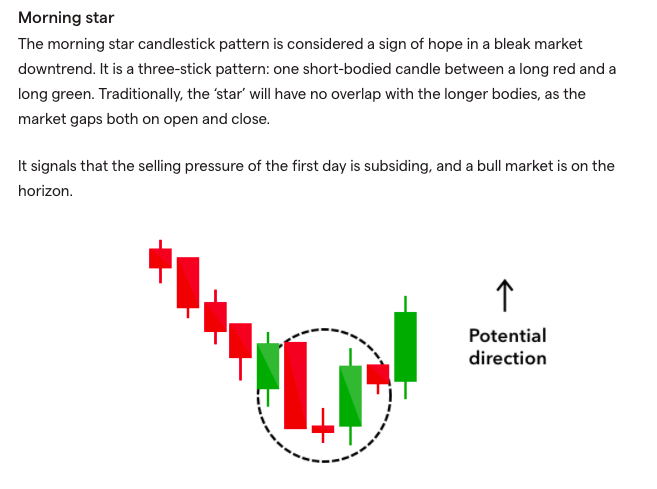 Morning star
The morning star candlestick pattern is considered a sign of hope in a bleak market
downtrend. It is a three-stick pattern: one short-bodied candle between a long red and a
long green. Traditionally, the ‘star’ will have no overlap with the longer bodies, as the
market gaps both on open and close.
It signals that the selling pressure of the first day is subsiding, and a bull market is on the
horizon.
Potential
direction